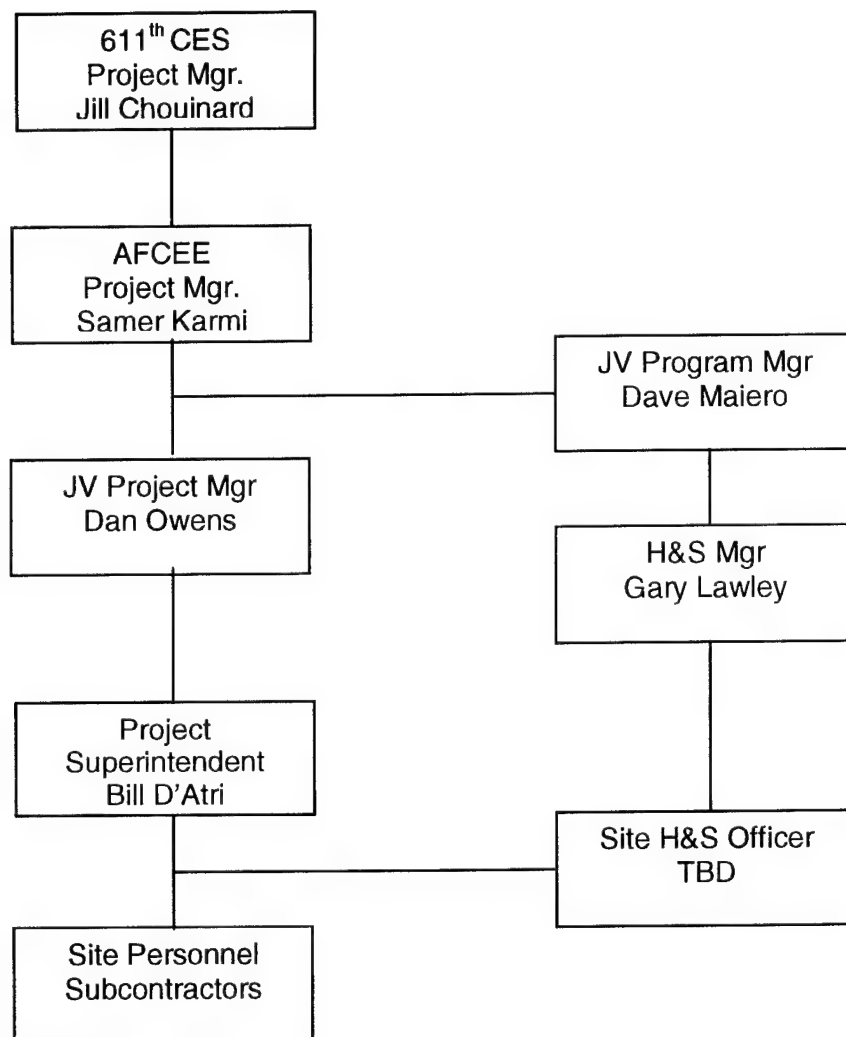 611th CES
Project Mgr.
Jill Chouinard
AFCEE
Project Mgr.
Samer Karmi
JV Program Mgr
Dave Maiero
JV Project Mgr
Dan Owens
H&S Mgr
Gary Lawley
Project
Superintendent
Bill D'Atri
Site H&S Officer
TBD
Site Personnel
Subcontractors